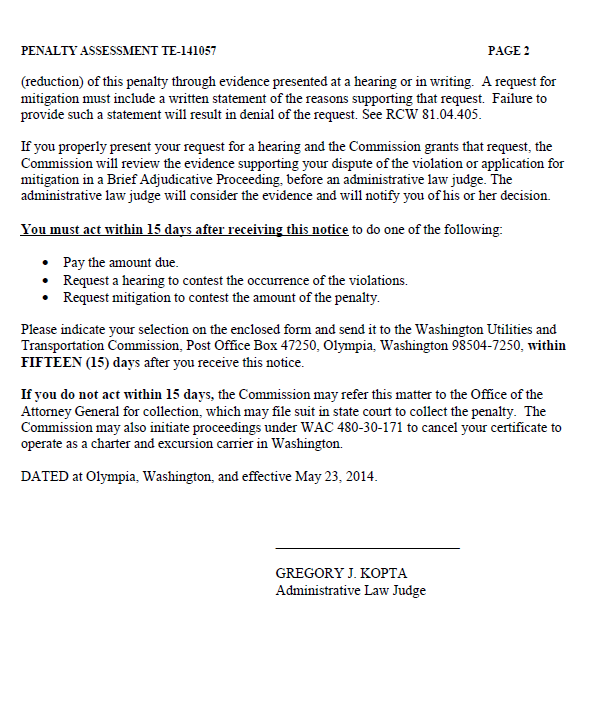 PENALTY ASSESSMENT TE-141057 PAGE 2
(reduction) of this penalty through evidence presented at a hearing or in writing. A request for
mitigation must include a written statement of the reasons supporting that request. Failure to
provide such a statement will result in denial of the request. See RCW 81.04.405.
If you properly present your request for a hearing and the Commission grants that request, the
Commission will review the evidence supporting your dispute of the violation or application for
mitigation in a Brief Adjudicative Proceeding, before an administrative law judge. The
administrative law judge will consider the evidence and will notify you of his or her decision.
You must act within 15 days after receiving this notice to do one of the following:
• Pay the amount due.
• Request a hearing to contest the occurrence of the violations.
• Request mitigation to contest the amount of the penalty.
Please indicate your selection on the enclosed form and send it to the Washington Utilities and
Transportation Commission, Post Office Box 47250, Olympia, Washington 98504-7250, within
FIFTEEN (15) days after you receive this notice.
If you do not act within 15 days, the Commission may refer this matter to the Office of the
Attorney General for collection, which may file suit in state court to collect the penalty. The
Commission may also initiate proceedings under WAC 480-30-171 to cancel your certificate to
operate as a charter and excursion carrier in Washington.
DATED at Olympia, Washington, and effective May 23, 2014.
GREGORY J. KOPTA
Administrative Law Judge